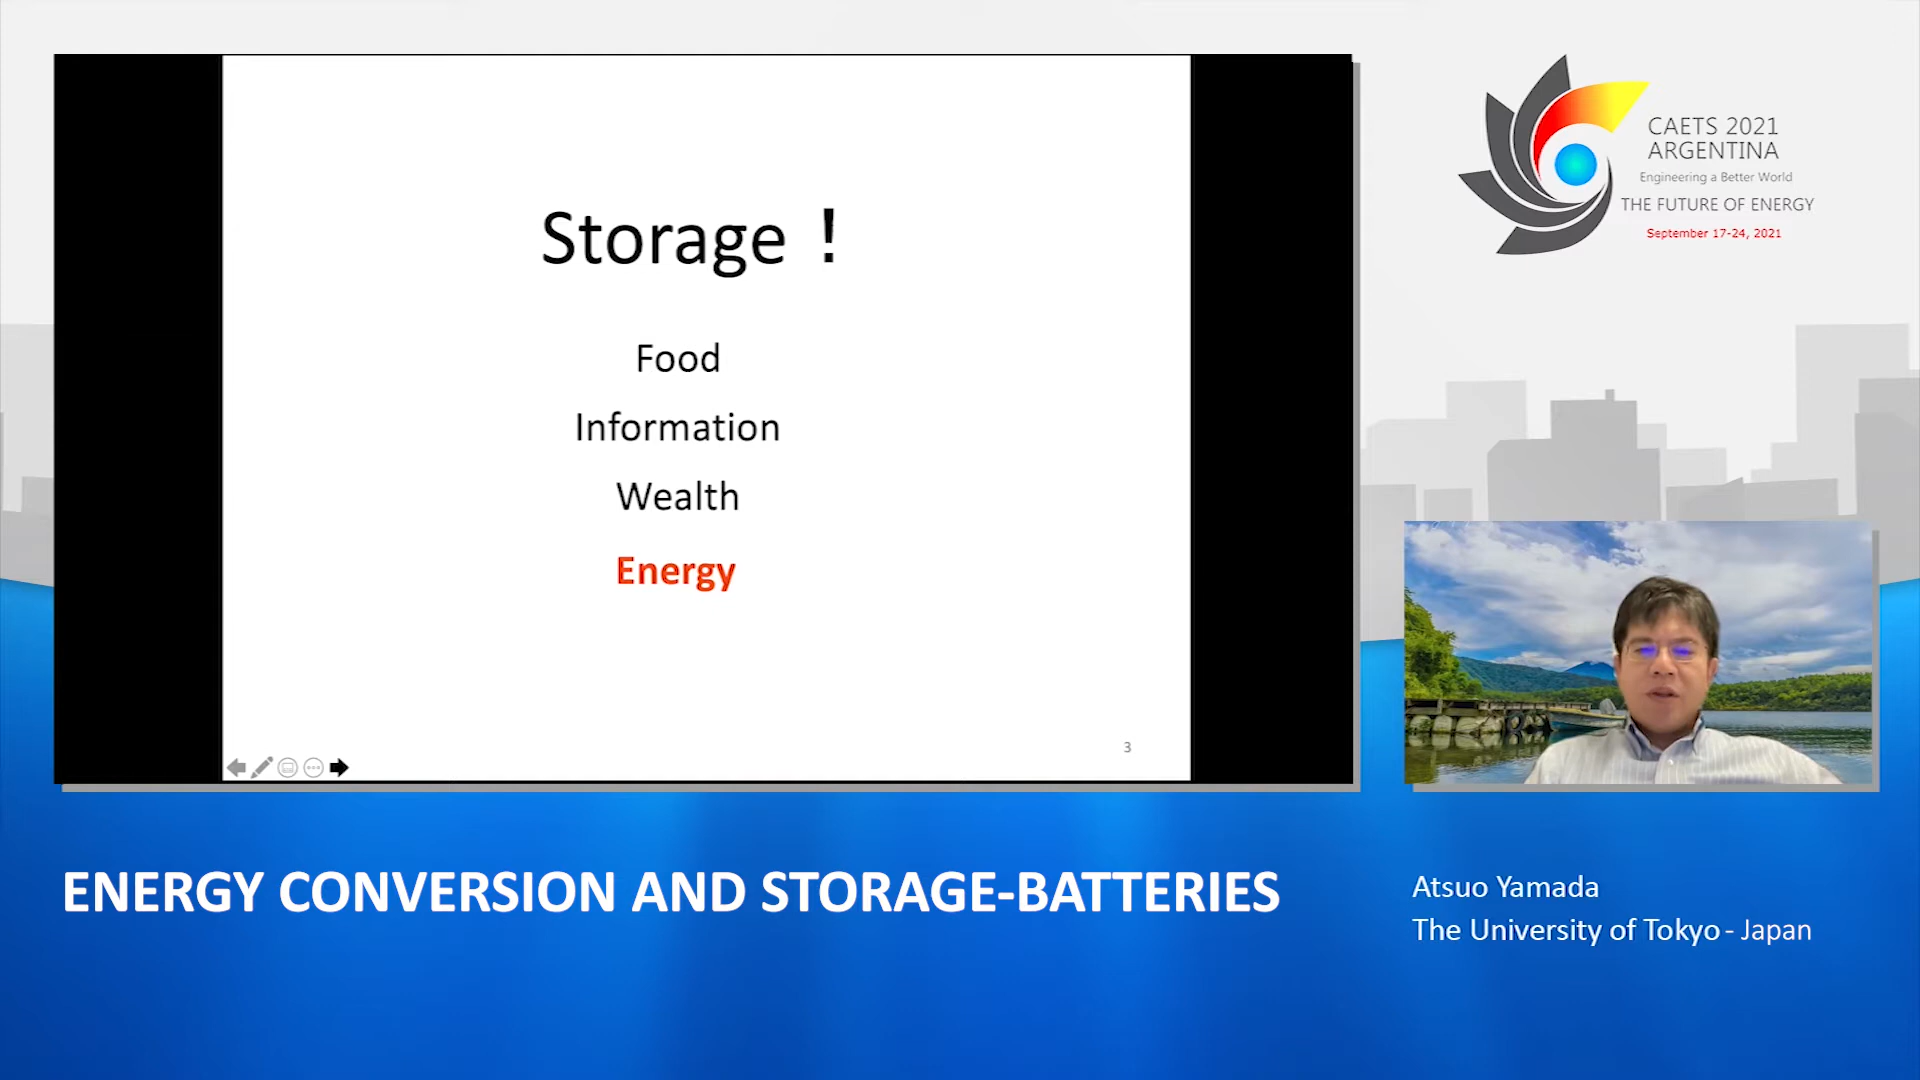 Storage !
Food
Information
Wealth
Energy
3
CAETS 2021
ARGENTINA
Engineering a Better World
THE FUTURE OF ENERGY
September 17-24, 2021
ENERGY CONVERSION AND STORAGE-BATTERIES
Atsuo Yamada
The University of Tokyo - Japan